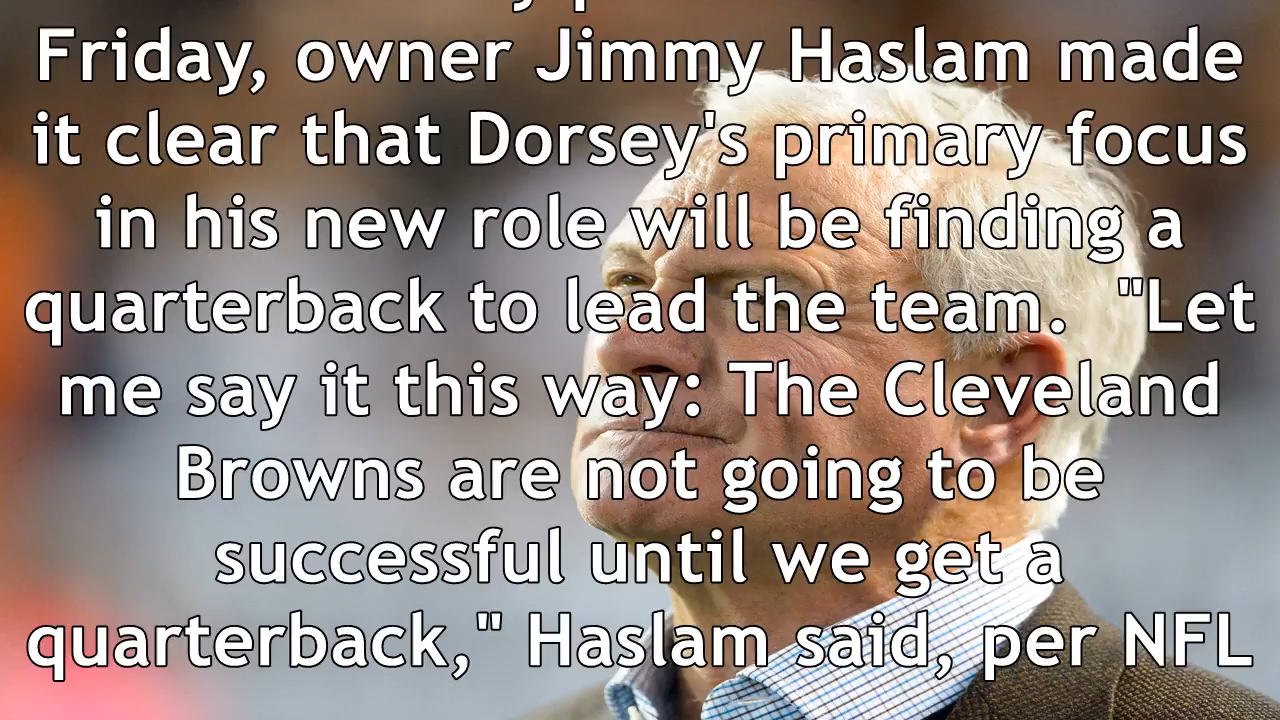 Friday, owner Jimmy Haslam made
it clear that Dorsey's primary focus
in his new role will be finding a
quarterback to lead the team.  "Let
me say it this way: The Cleveland
Browns are not going to be
successful until we get a
quarterback," Haslam said, per NFL